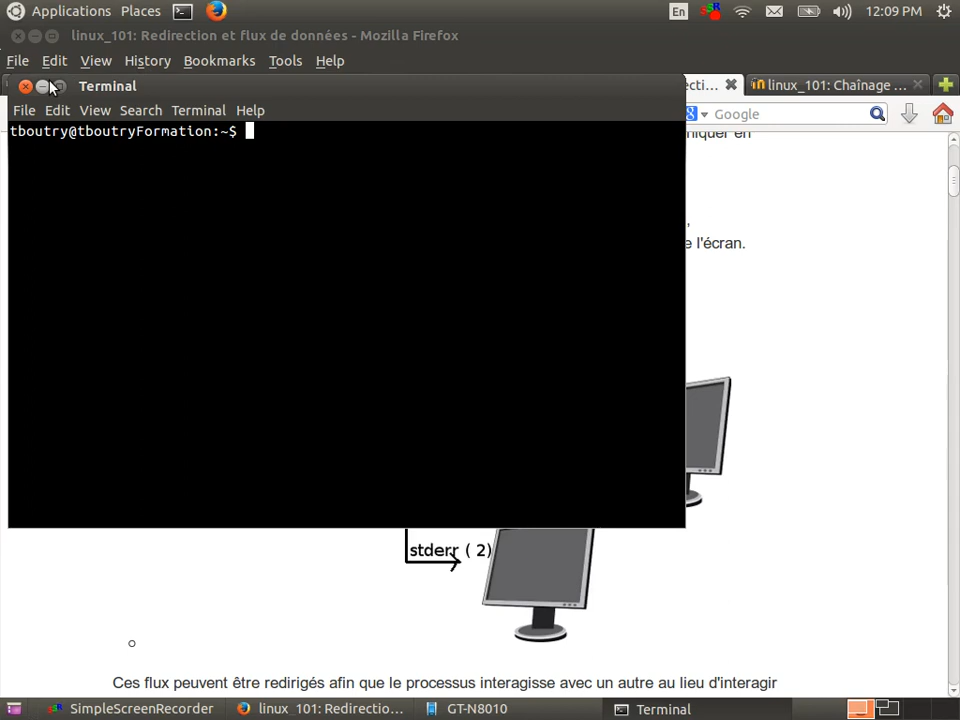 Applications Places En 12:09 PM
linux_101: Redirection et flux de données - Mozilla Firefox
File Edit View History Bookmarks Tools Help
Terminal
ecti... linux_101: Chaînage ...
File Edit View Search Terminal Help
Google
tboutry@tboutryFormation:~$
niquer en
e l'écran.
stderr ( 2)
Ces flux peuvent être redirigés afin que le processus interagisse avec un autre au lieu d'interagir
SimpleScreenRecorder linux_101: Redirectio... GT-N8010 Terminal